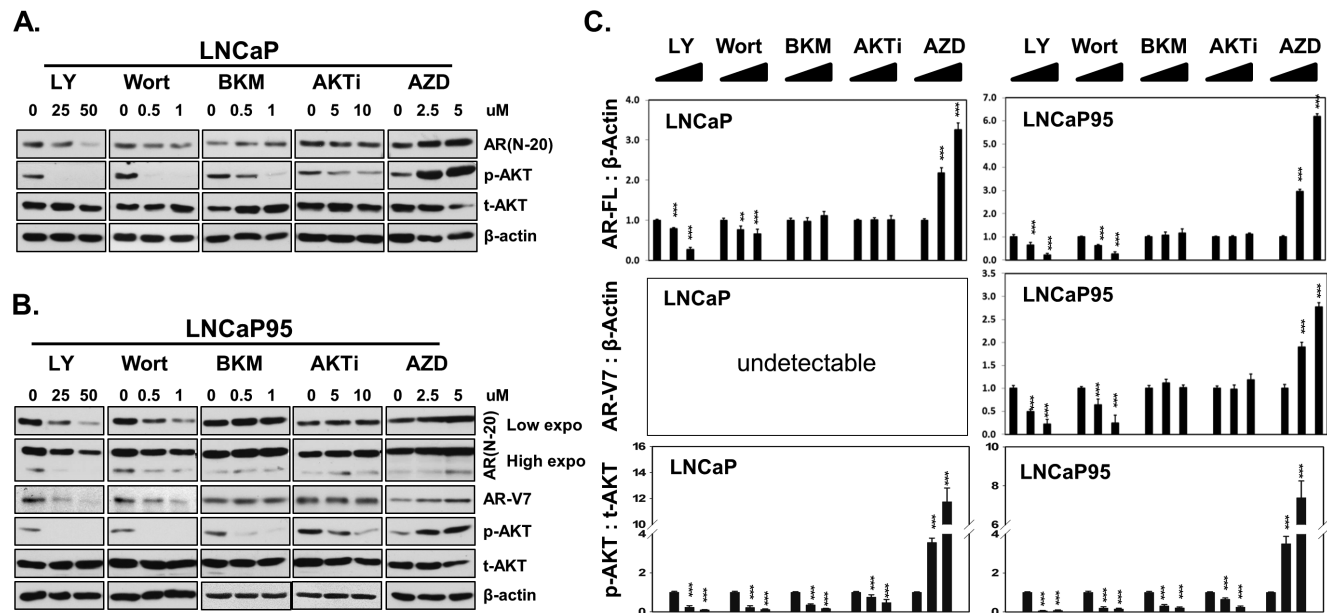 A.
LNCaP
LY Wort BKM AKTi AZD
0 25 50 0 0.5 1 0 0.5 1 0 5 10 0 2.5 5 uM
AR(N-20)
p-AKT
t-AKT
β-actin
B.
LNCaP95
LY Wort BKM AKTi AZD
0 25 50 0 0.5 1 0 0.5 1 0 5 10 0 2.5 5 uM
AR(N-20)
Low expo
High expo
AR-V7
p-AKT
t-AKT
β-actin
C.
LY Wort BKM AKTi AZD LY Wort BKM AKTi AZD
AR-FL : β-Actin
4.0
3.0
2.0
1.0
0.0
LNCaP
*** *** ** *** *** ***
7.0
6.0
5.0
4.0
3.0
2.0
1.0
0.0
LNCaP95
*** *** *** *** *** ***
AR-V7 : β-Actin
LNCaP
undetectable
3.5
3.0
2.5
2.0
1.5
1.0
0.5
0.0
LNCaP95
*** *** *** *** *** ***
p-AKT : t-AKT
16
14
12
10
4
2
0
LNCaP
*** *** *** *** *** *** *** *** *** ***
10
8
6
4
2
0
LNCaP95
*** *** *** *** *** *** *** *** *** ***